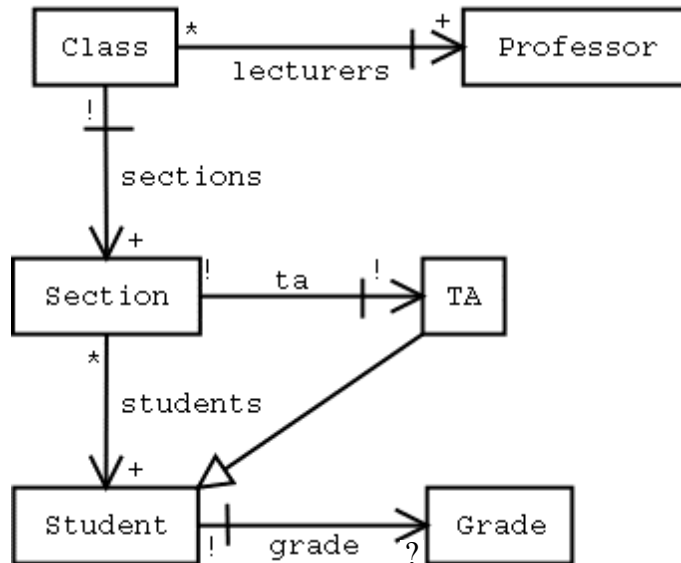 Class * + Professor
lecturers
!
sections
+
Section ! ta ! TA
*
students
+
Student ! grade ? Grade